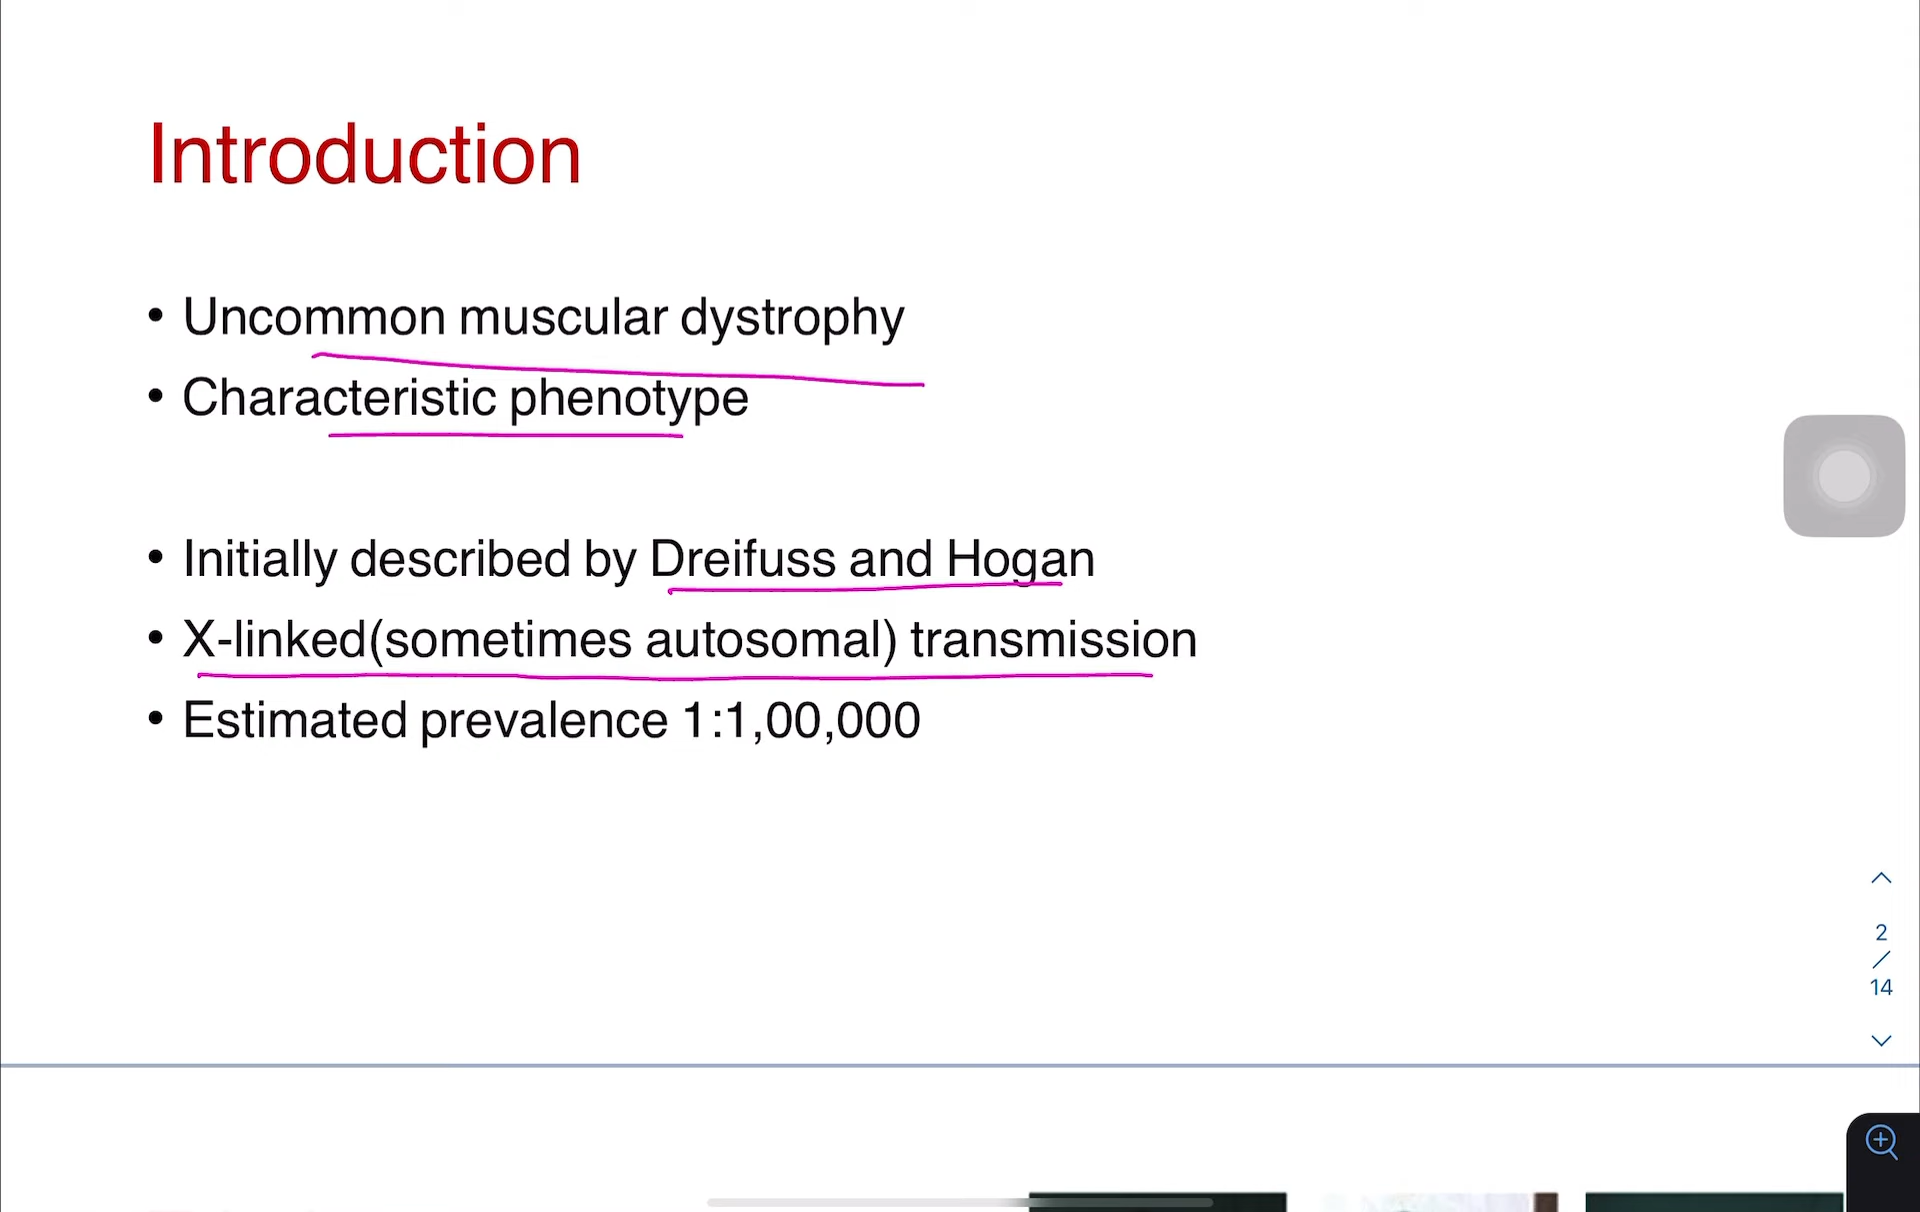 Introduction
• Uncommon muscular dystrophy
• Characteristic phenotype
• Initially described by Dreifuss and Hogan
• X-linked(sometimes autosomal) transmission
• Estimated prevalence 1:1,00,000
2
/
14